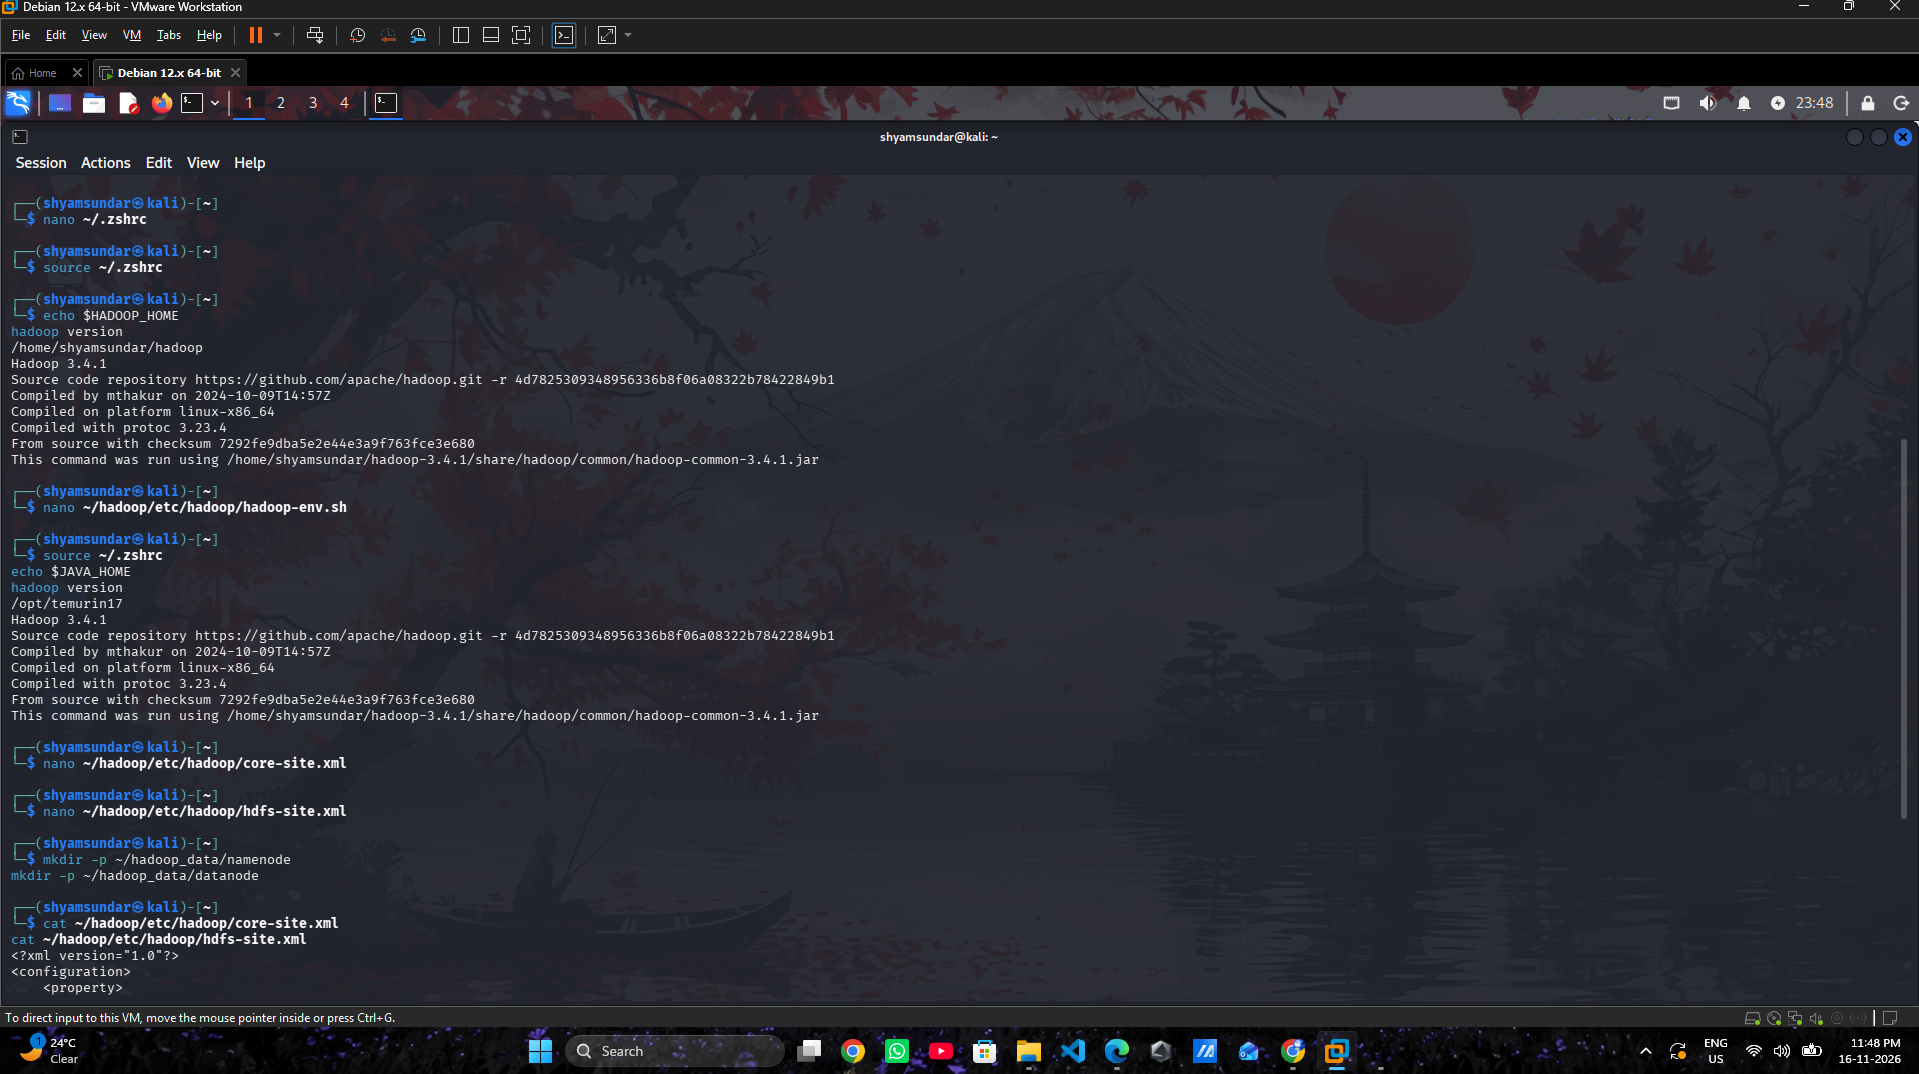 Debian 12.x 64-bit - VMware Workstation
File Edit View VM Tabs Help
Home Debian 12.x 64-bit
1 2 3 4 23:48
shyamsundar@kali: ~
Session Actions Edit View Help
┌──(shyamsundar㉿kali)-[~]
└─$ nano ~/.zshrc
┌──(shyamsundar㉿kali)-[~]
└─$ source ~/.zshrc
┌──(shyamsundar㉿kali)-[~]
└─$ echo $HADOOP_HOME
hadoop version
/home/shyamsundar/hadoop
Hadoop 3.4.1
Source code repository https://github.com/apache/hadoop.git -r 4d7825309348956336b8f06a08322b78422849b1
Compiled by mthakur on 2024-10-09T14:57Z
Compiled on platform linux-x86_64
Compiled with protoc 3.23.4
From source with checksum 7292fe9dba5e2e44e3a9f763fce3e680
This command was run using /home/shyamsundar/hadoop-3.4.1/share/hadoop/common/hadoop-common-3.4.1.jar
┌──(shyamsundar㉿kali)-[~]
└─$ nano ~/hadoop/etc/hadoop/hadoop-env.sh
┌──(shyamsundar㉿kali)-[~]
└─$ source ~/.zshrc
echo $JAVA_HOME
hadoop version
/opt/temurin17
Hadoop 3.4.1
Source code repository https://github.com/apache/hadoop.git -r 4d7825309348956336b8f06a08322b78422849b1
Compiled by mthakur on 2024-10-09T14:57Z
Compiled on platform linux-x86_64
Compiled with protoc 3.23.4
From source with checksum 7292fe9dba5e2e44e3a9f763fce3e680
This command was run using /home/shyamsundar/hadoop-3.4.1/share/hadoop/common/hadoop-common-3.4.1.jar
┌──(shyamsundar㉿kali)-[~]
└─$ nano ~/hadoop/etc/hadoop/core-site.xml
┌──(shyamsundar㉿kali)-[~]
└─$ nano ~/hadoop/etc/hadoop/hdfs-site.xml
┌──(shyamsundar㉿kali)-[~]
└─$ mkdir -p ~/hadoop_data/namenode
mkdir -p ~/hadoop_data/datanode
┌──(shyamsundar㉿kali)-[~]
└─$ cat ~/hadoop/etc/hadoop/core-site.xml
cat ~/hadoop/etc/hadoop/hdfs-site.xml
<?xml version="1.0"?>
<configuration>
    <property>
To direct input to this VM, move the mouse pointer inside or press Ctrl+G.
1 24°C
Clear
Search
ENG
US
11:48 PM
16-11-2026